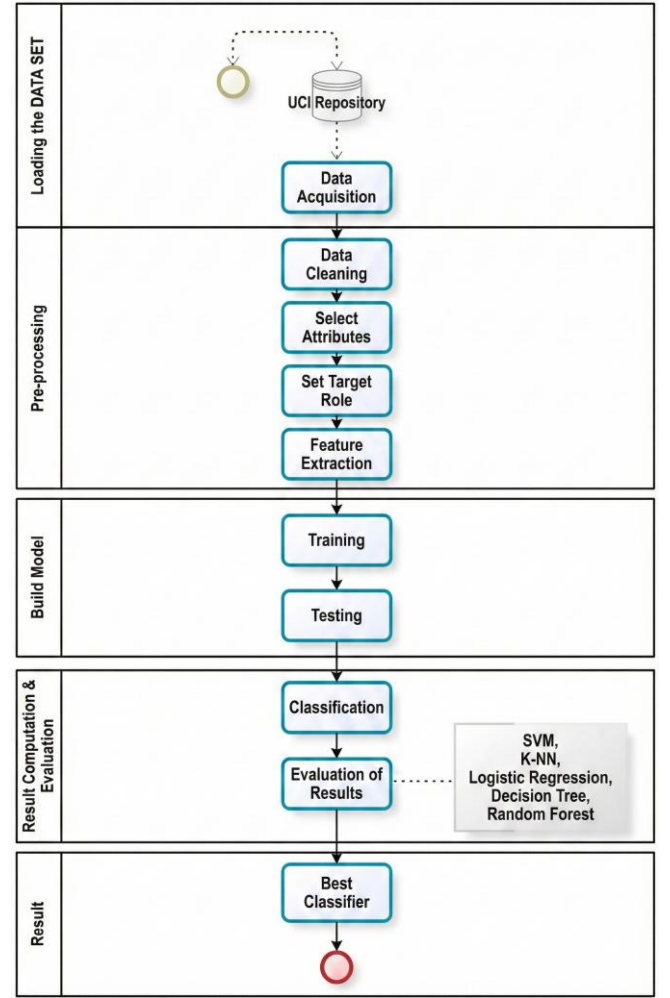 Loading the DATA SET
UCI Repository
Data
Acquisition
Pre-processing
Data
Cleaning
Select
Attributes
Set Target
Role
Feature
Extraction
Build Model
Training
Testing
Result Computation &
Evaluation
Classification
Evaluation of
Results
SVM,
K-NN,
Logistic Regression,
Decision Tree,
Random Forest
Result
Best
Classifier